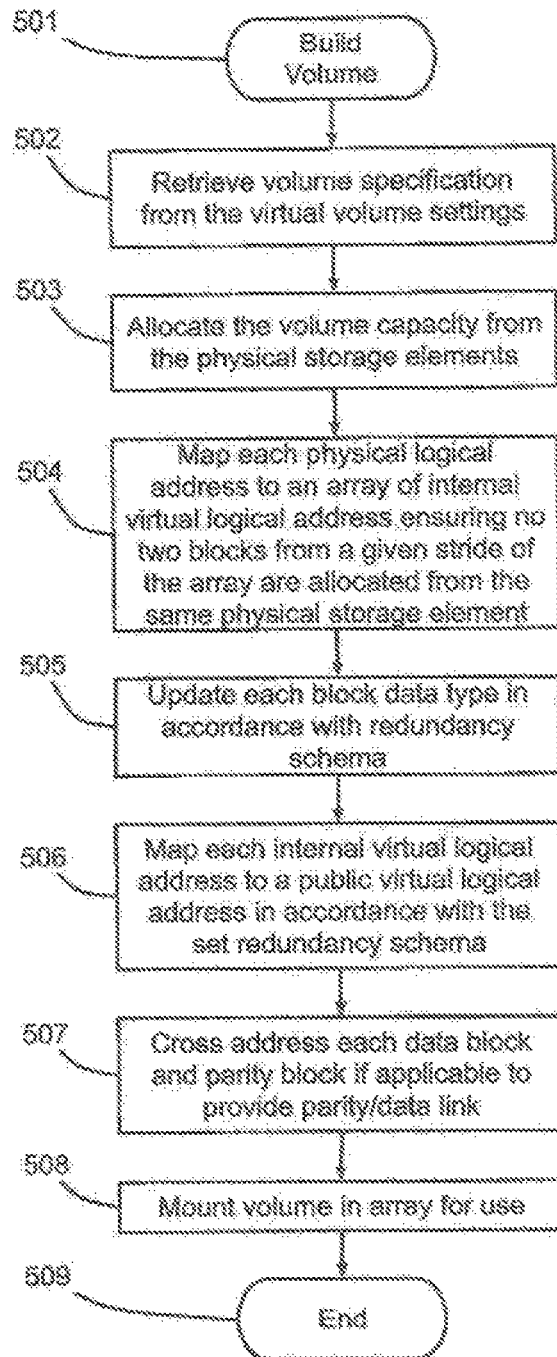 501
Build
Volume
502
Retrieve volume specification
from the virtual volume settings
503
Allocate the volume capacity from
the physical storage elements
504
Map each physical logical
address to an array of internal
virtual logical address ensuring no
two blocks from a given stride of
the array are allocated from the
same physical storage element
505
Update each block data type in
accordance with redundancy
schema
506
Map each internal virtual logical
address to a public virtual logical
address in accordance with the
set redundancy schema
507
Cross address each data block
and parity block if applicable to
provide parity/data link
508
Mount volume in array for use
509
End